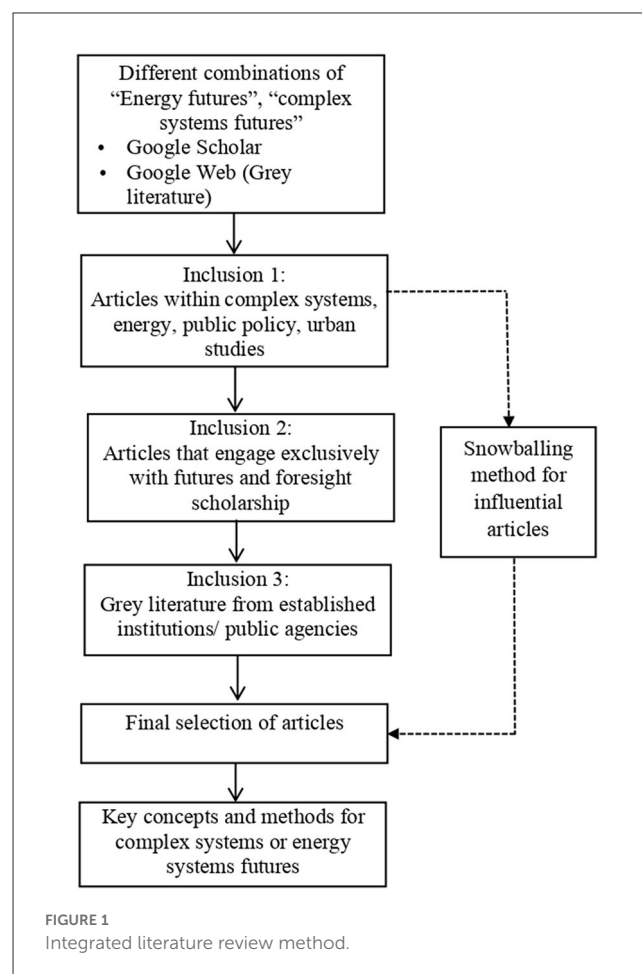 Different combinations of
“Energy futures”, “complex
systems futures”
• Google Scholar
• Google Web (Grey
literature)
Inclusion 1:
Articles within complex systems,
energy, public policy, urban
studies
Inclusion 2:
Articles that engage exclusively
with futures and foresight
scholarship
Snowballing
method for
influential
articles
Inclusion 3:
Grey literature from established
institutions/ public agencies
Final selection of articles
Key concepts and methods for
complex systems or energy
systems futures
FIGURE 1
Integrated literature review method.